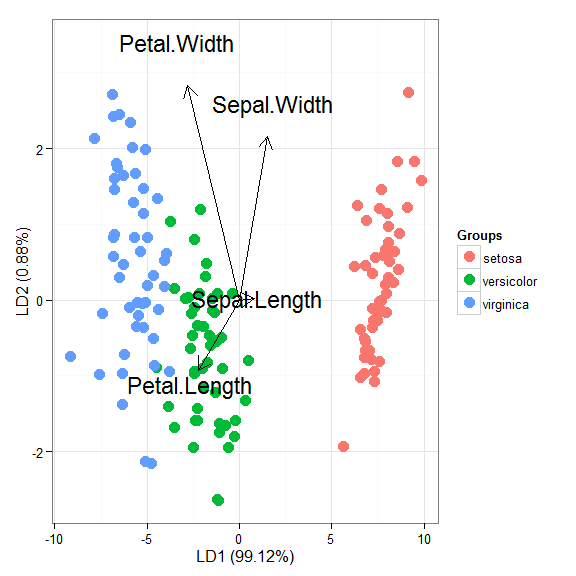 Petal.Width
Sepal.Width
Sepal.Length
Petal.Length
2
0
-2
LD2 (0.88%)
-10
-5
0
5
10
LD1 (99.12%)
Groups
setosa
versicolor
virginica